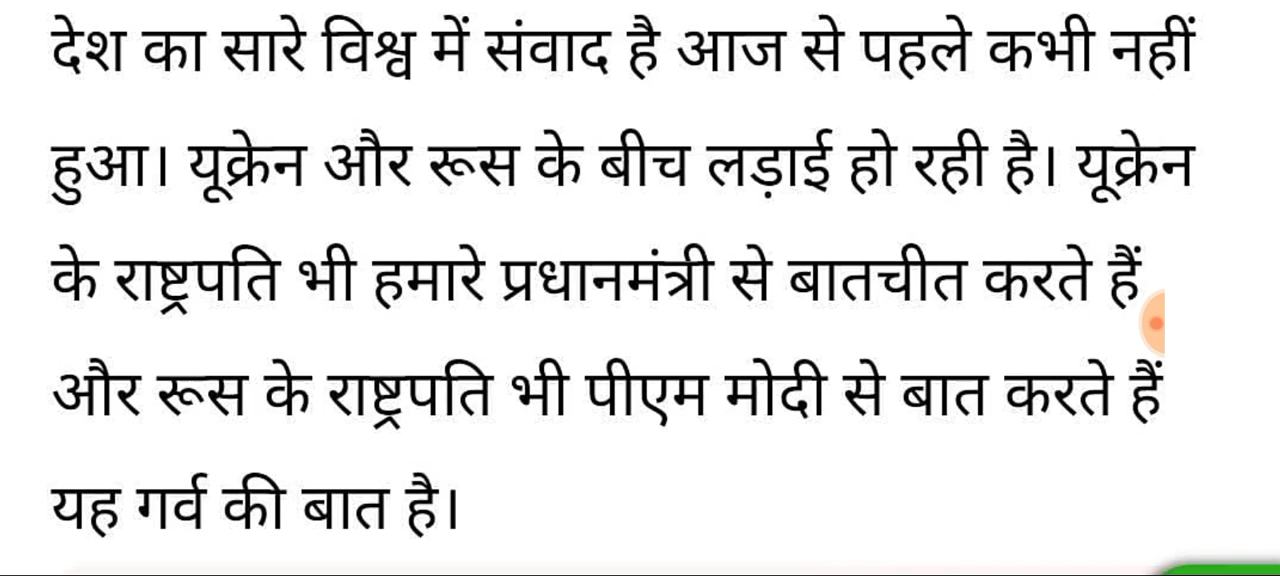 देश का सारे विश्व में संवाद है आज से पहले कभी नहीं
हुआ। यूक्रेन और रूस के बीच लड़ाई हो रही है। यूक्रेन
के राष्ट्रपति भी हमारे प्रधानमंत्री से बातचीत करते हैं
और रूस के राष्ट्रपति भी पीएम मोदी से बात करते हैं
यह गर्व की बात है।